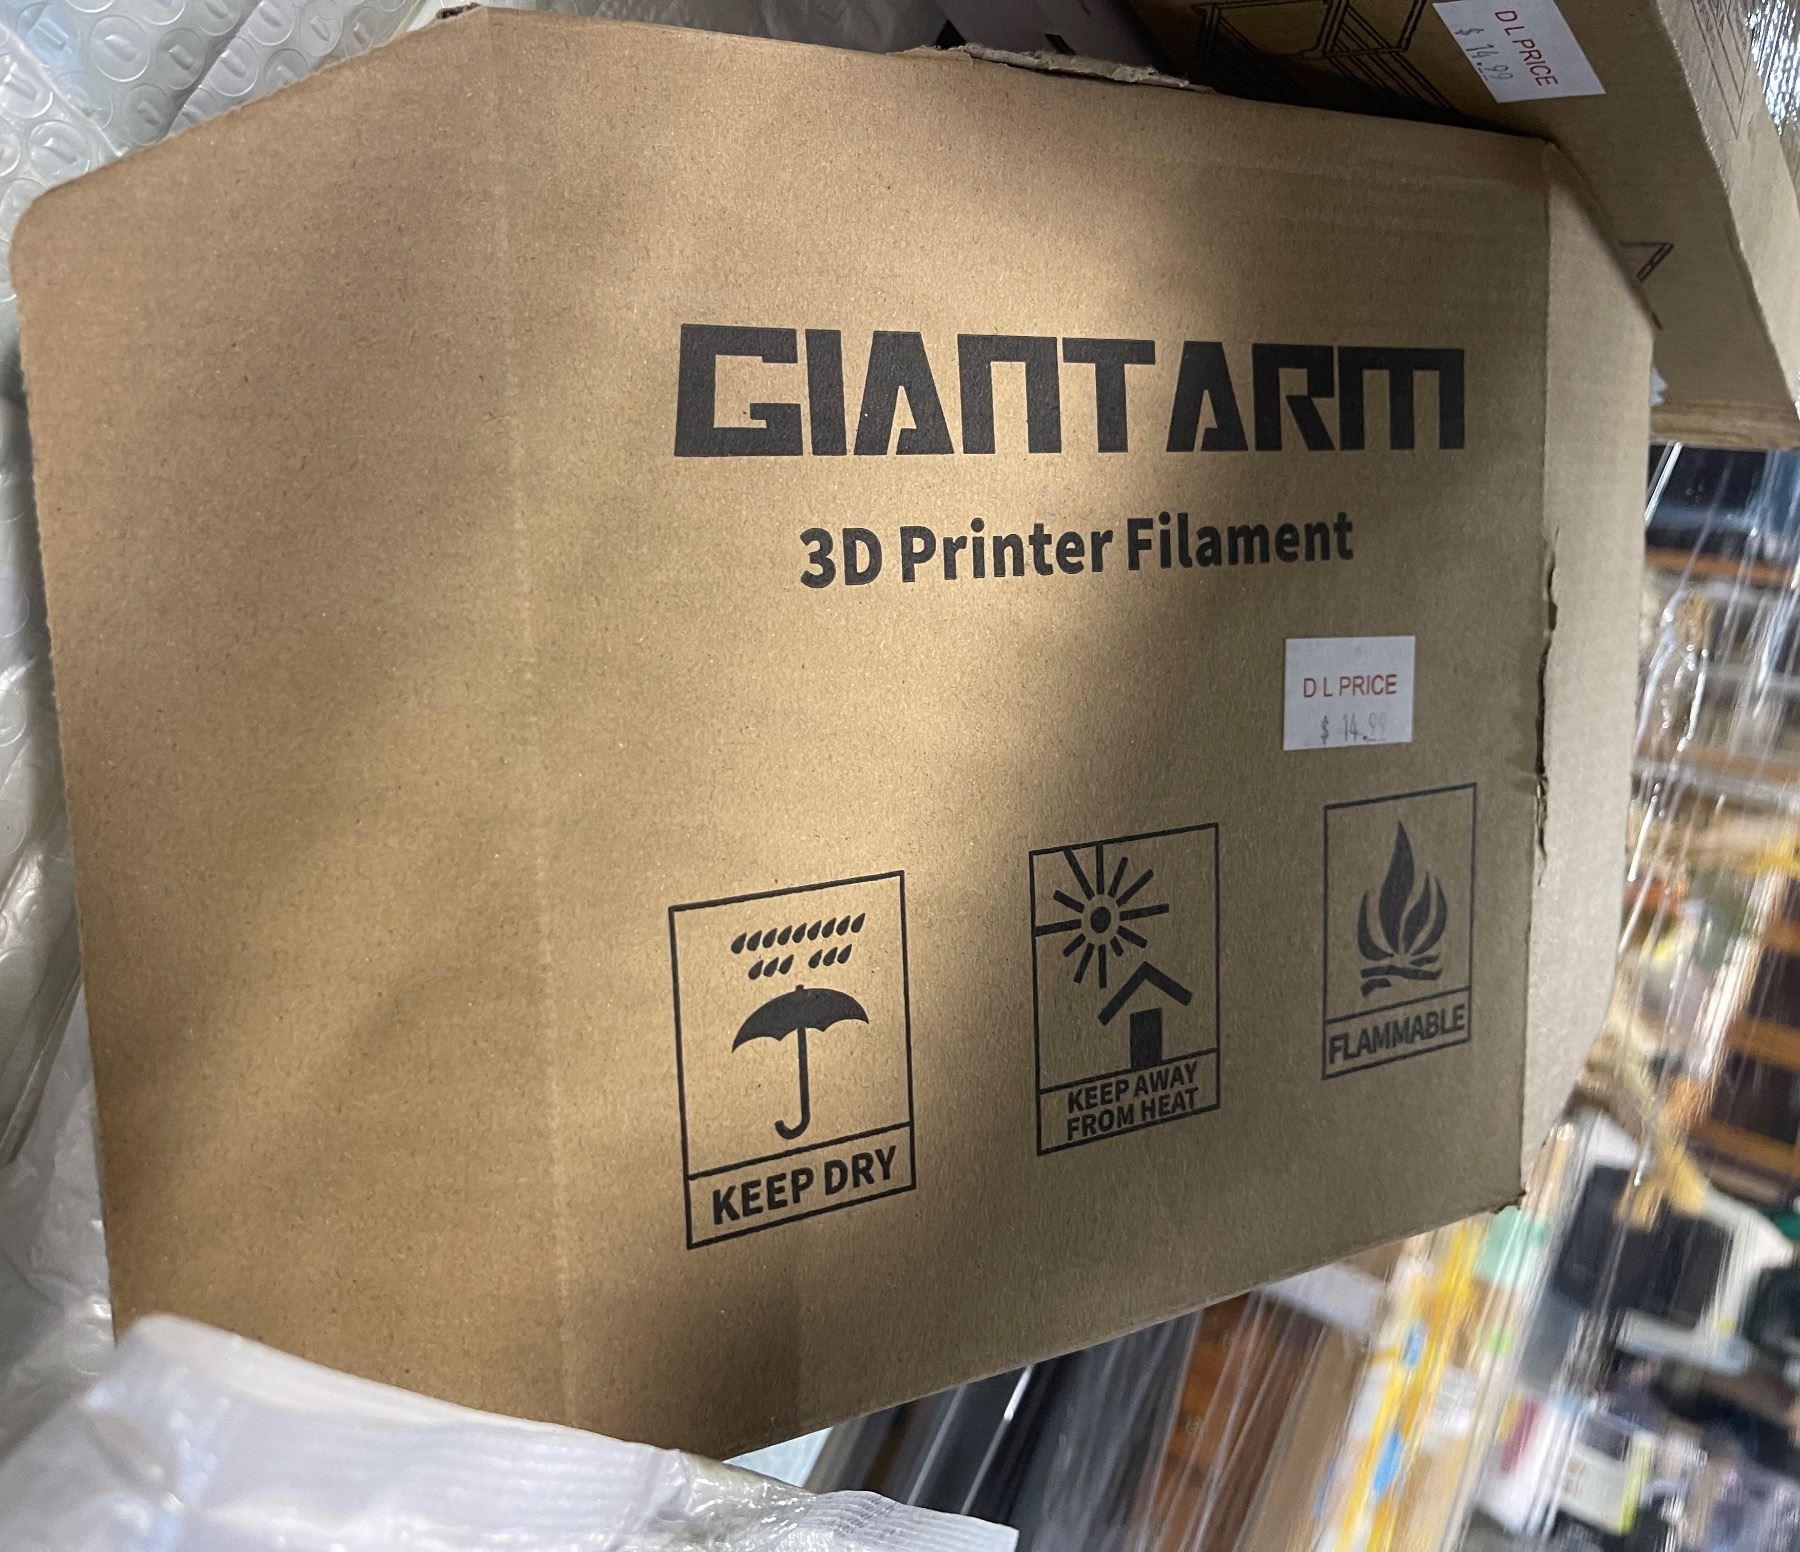 D L PRICE
$ 14.99
GIANTARM
3D Printer Filament
D L PRICE
$ 14.99
KEEP DRY
KEEP AWAY
FROM HEAT
FLAMMABLE